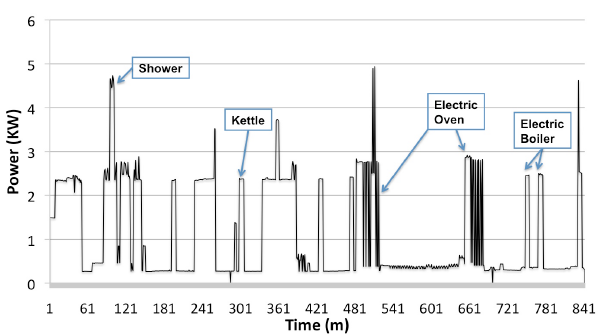 6
5
4
3
2
1
0
Power (KW)
Shower
Kettle
Electric
Oven
Electric
Boiler
1 61 121 181 241 301 361 421 481 541 601 661 721 781 841
Time (m)